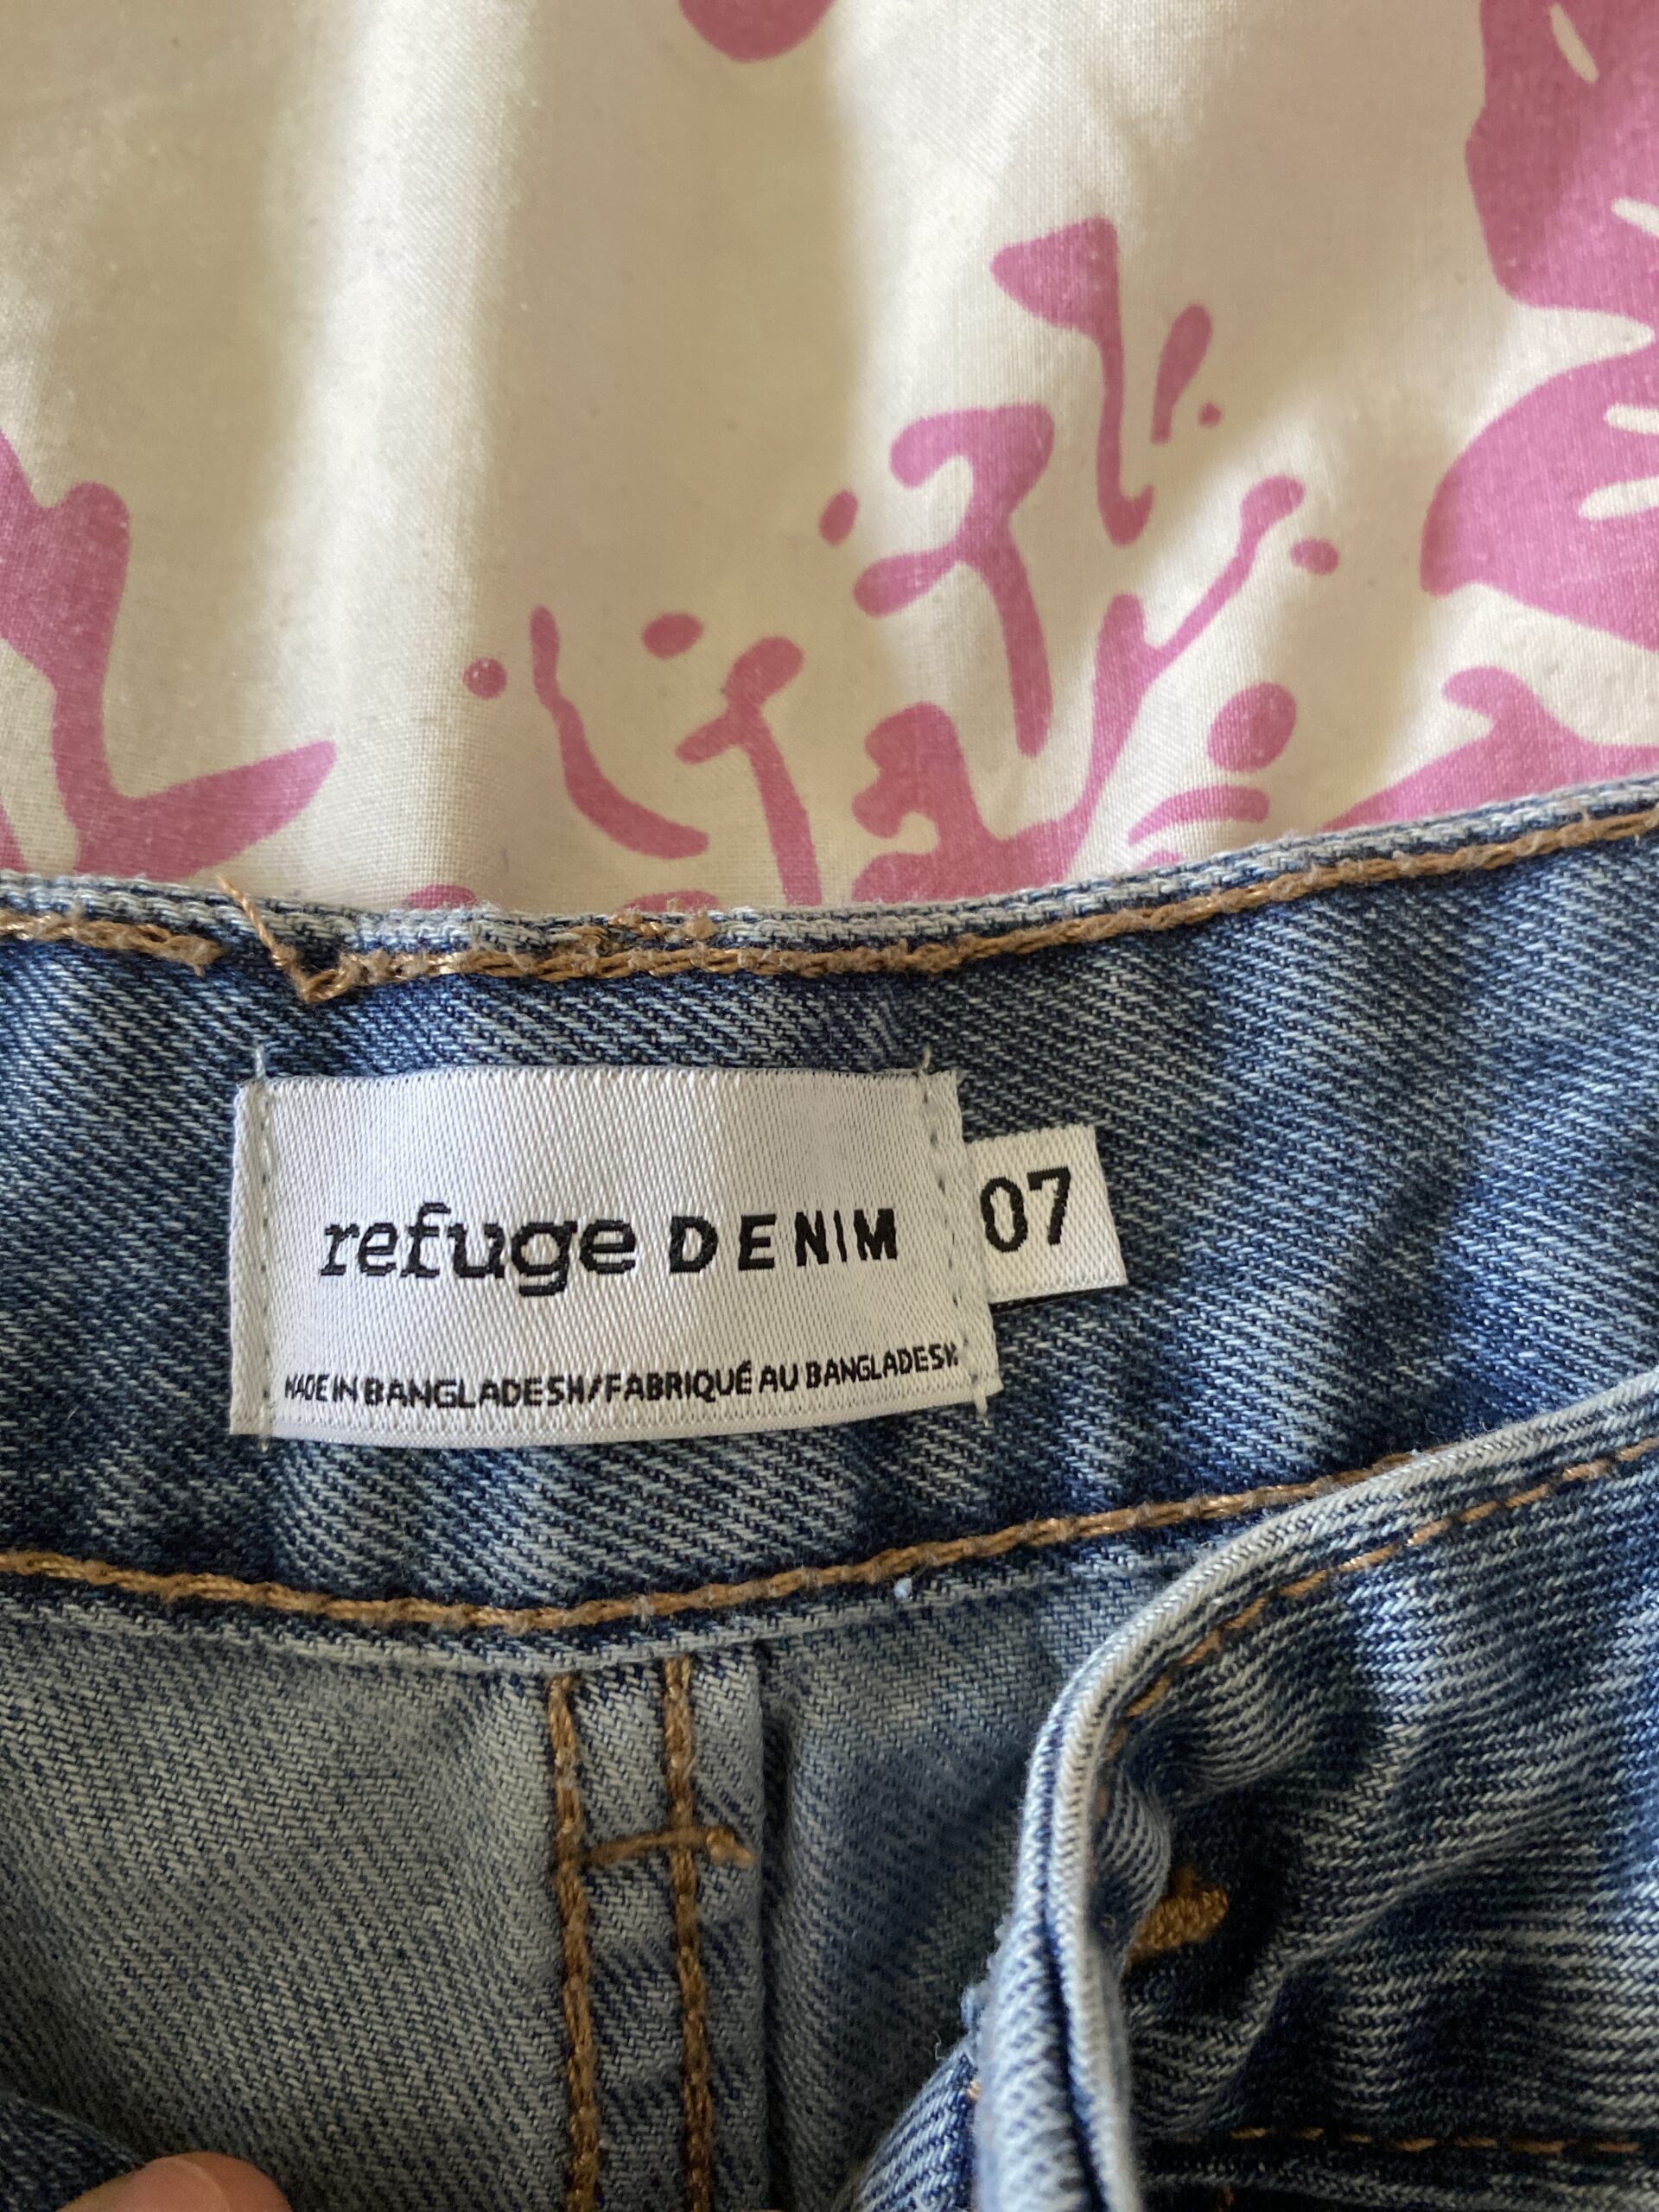 refuge DENIM 07
MADE IN BANGLADESH/FABRIQUÉ AU BANGLADESH